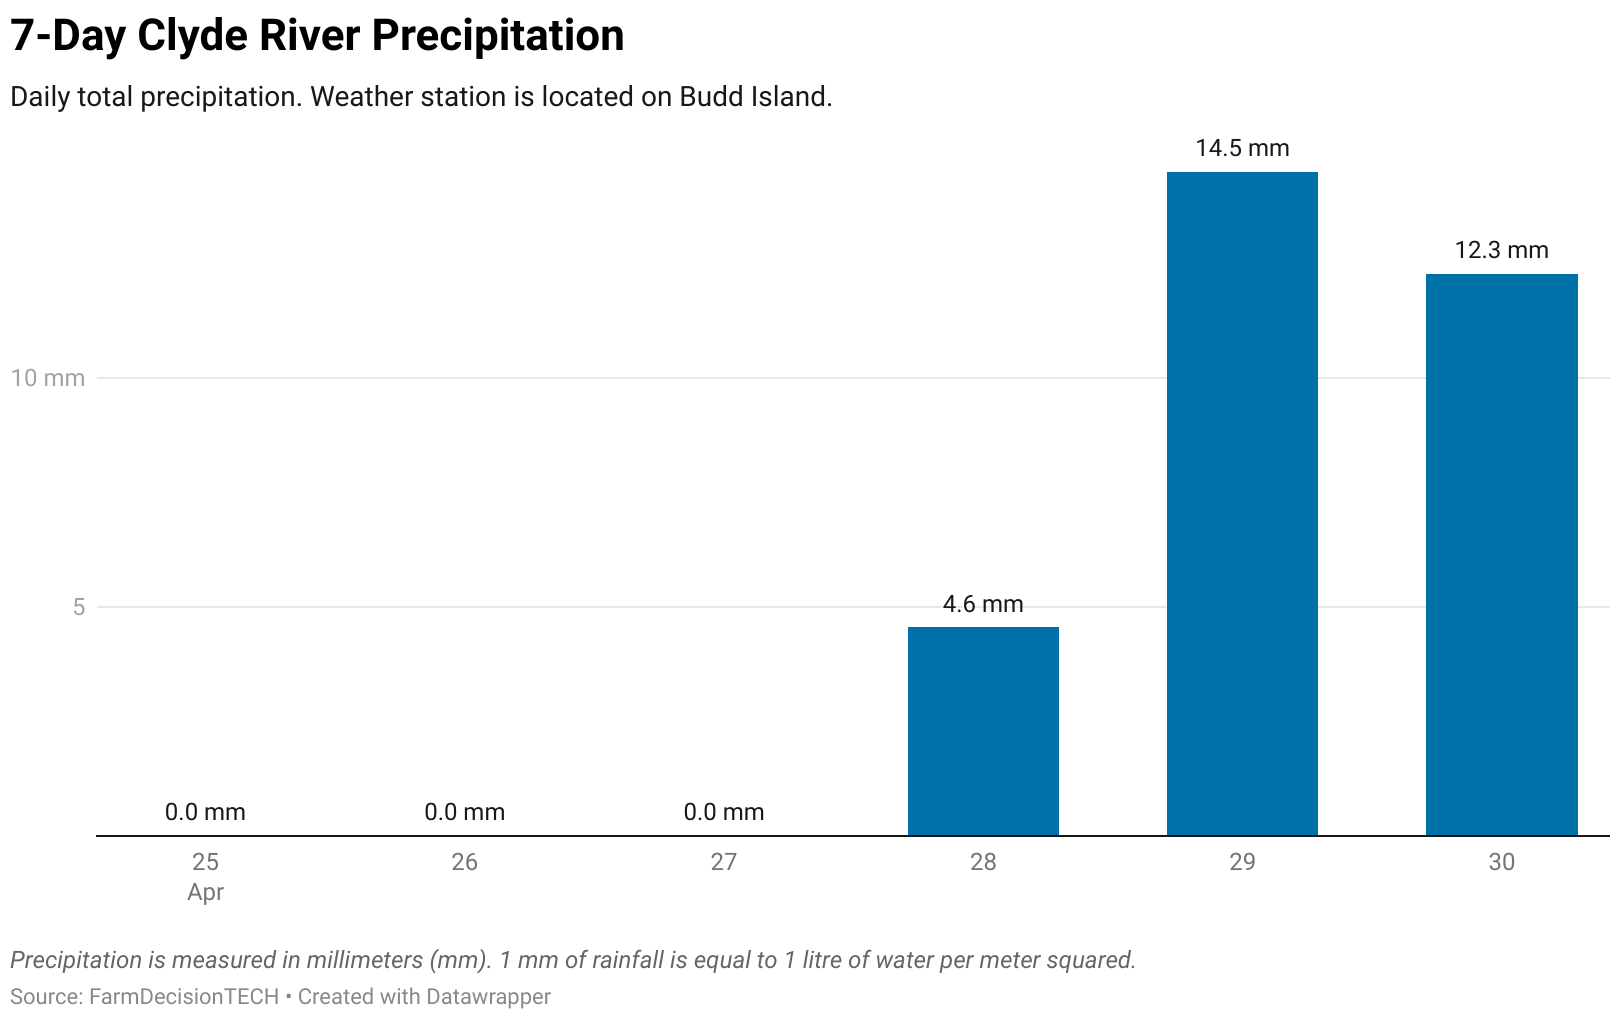 7-Day Clyde River Precipitation
Daily total precipitation. Weather station is located on Budd Island.
14.5 mm
12.3 mm
10 mm
4.6 mm
5
0.0 mm 0.0 mm 0.0 mm
25 26 27 28 29 30
Apr
Precipitation is measured in millimeters (mm). 1 mm of rainfall is equal to 1 litre of water per meter squared.
Source: FarmDecisionTECH • Created with Datawrapper